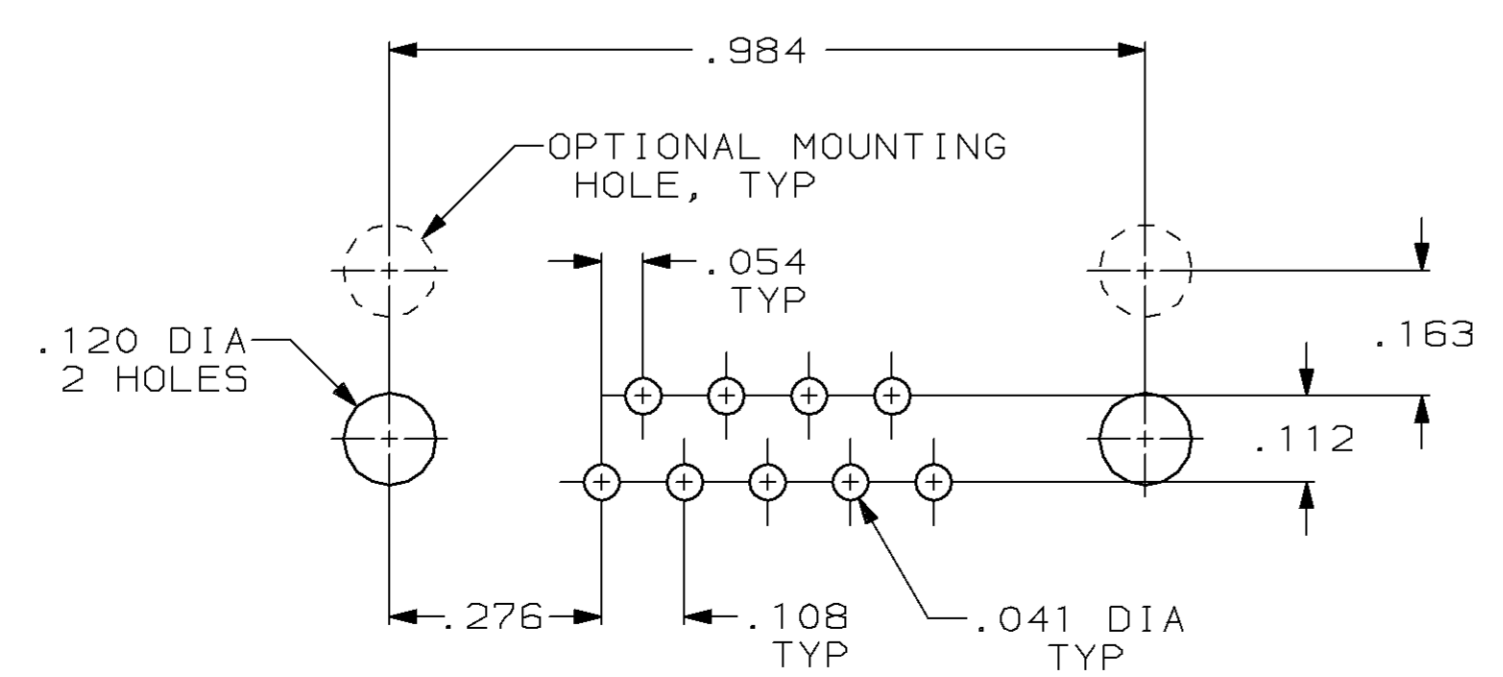 .984
OPTIONAL MOUNTING
HOLE, TYP
.054
TYP
.120 DIA
2 HOLES
.163
.112
.276
.108
TYP
.041 DIA
TYP